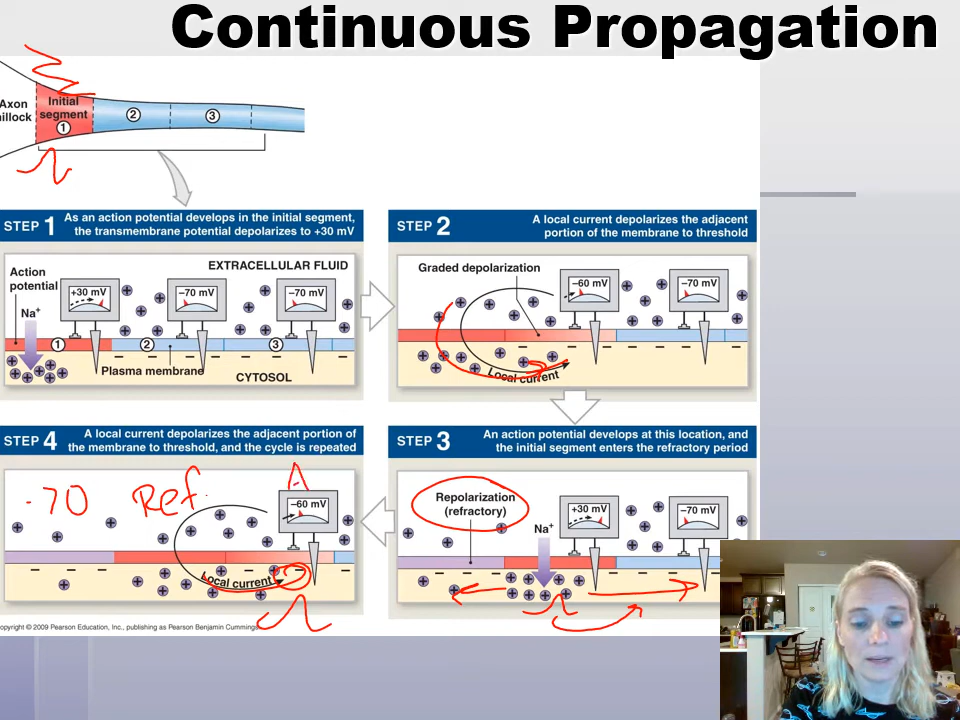 Continuous Propagation
Axon
hillock
Initial
segment
1
2
3
STEP 1
As an action potential develops in the initial segment,
the transmembrane potential depolarizes to +30 mV
Action
potential
EXTRACELLULAR FLUID
+30 mV
–70 mV
–70 mV
Na+
1
2
3
Plasma membrane
CYTOSOL
STEP 2
A local current depolarizes the adjacent
portion of the membrane to threshold
Graded depolarization
–60 mV
–70 mV
Local current
STEP 4
A local current depolarizes the adjacent portion of
the membrane to threshold, and the cycle is repeated
-70 Ref.
A
–60 mV
Local current
STEP 3
An action potential develops at this location, and
the initial segment enters the refractory period
Repolarization
(refractory)
Na+
+30 mV
–70 mV
opyright © 2009 Pearson Education, Inc., publishing as Pearson Benjamin Cummings